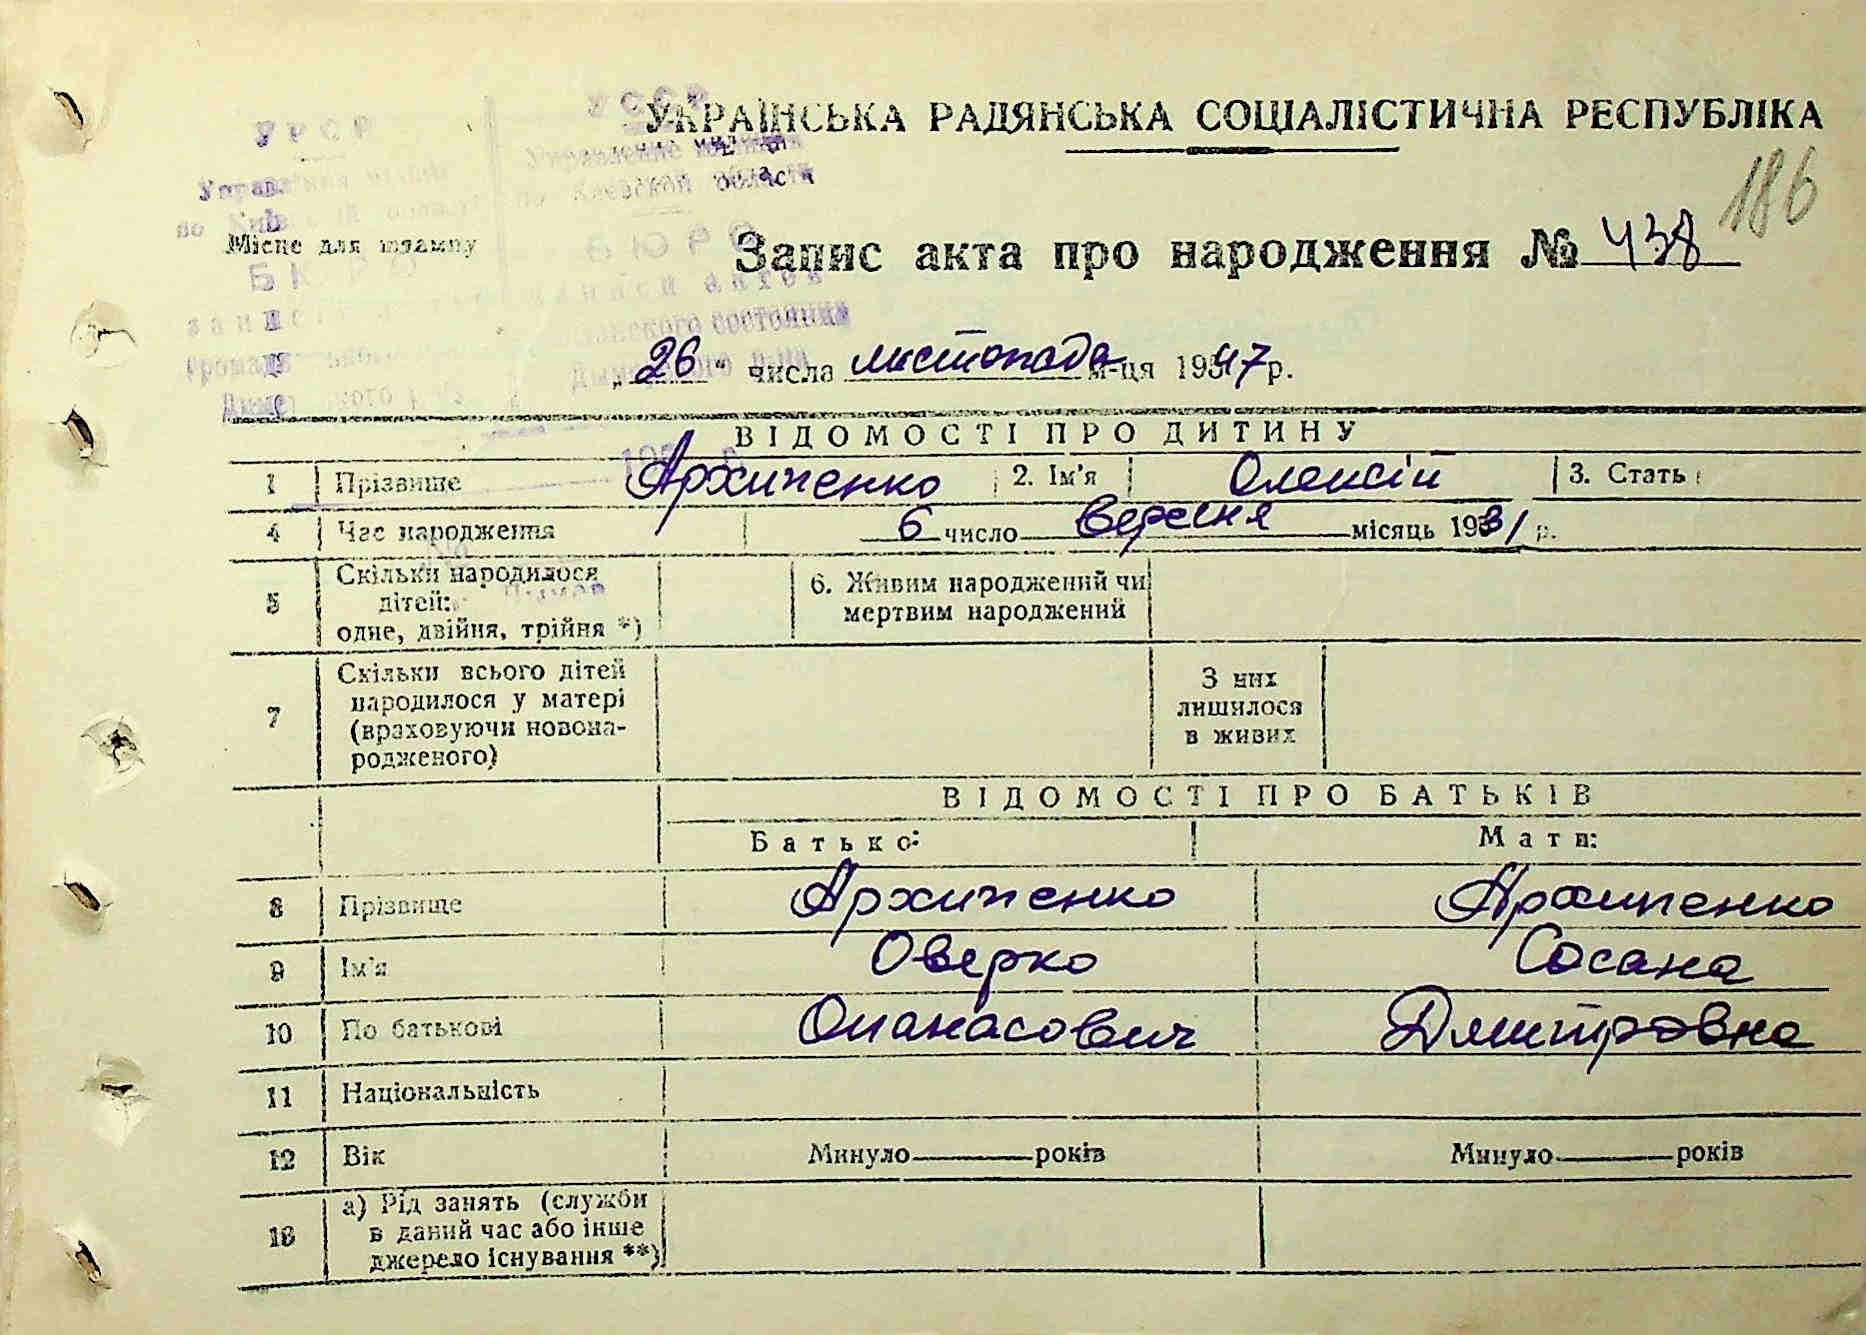 УКРАЇНСЬКА РАДЯНСЬКА СОЦІАЛІСТИЧНА РЕСПУБЛІКА
186
УРСР УССР
Місце для штампу
Запис акта про народження № 438
„26“ числа листопада м-ця 1947 р.
ВІДОМОСТІ ПРО ДИТИНУ
1 Прізвище Архипенко 2. Ім'я Олексій 3. Стать
4 Час народження 6 число вересня місяць 1931 р.
5 Скільки народилося дітей: одне, двійня, трійня *) 6. Живим народжений чи мертвим народжений
7 Скільки всього дітей народилося у матері (враховуючи новона-родженого) З них лишилося в живих
ВІДОМОСТІ ПРО БАТЬКІВ
Батько: Мати:
8 Прізвище Архипенко Архипенко
9 Ім'я Оверко Сосана
10 По батькові Опанасович Дмитровна
11 Національність
12 Вік Минуло років Минуло років
13 а) Рід занять (служби в даний час або інше джерело існування **)